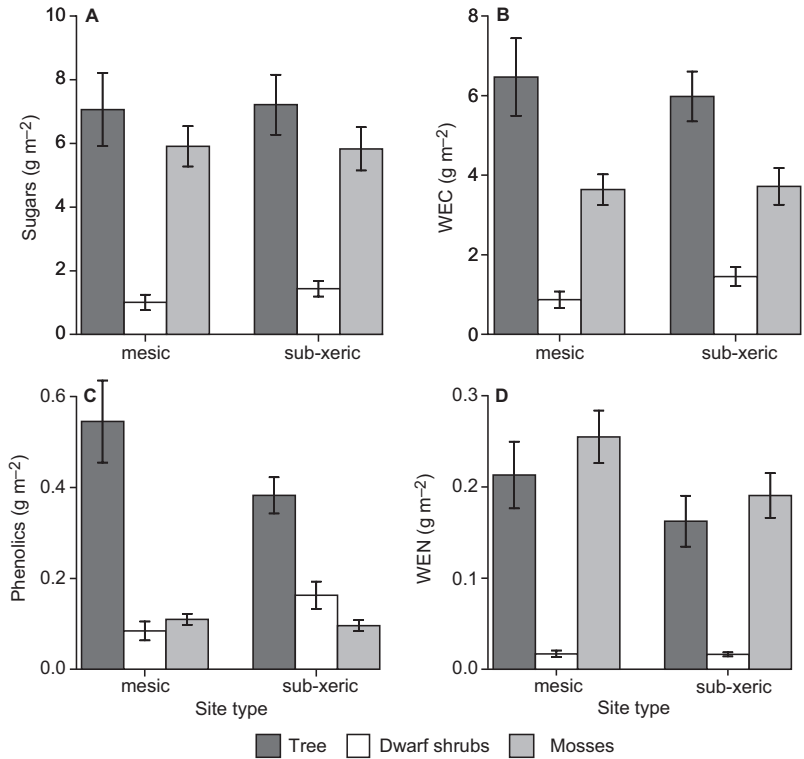 A
Sugars (g m–2)
10
8
6
4
2
0
mesic
sub-xeric
B
WEC (g m–2)
8
6
4
2
0
mesic
sub-xeric
C
Phenolics (g m–2)
0.6
0.4
0.2
0.0
mesic
sub-xeric
Site type
D
WEN (g m–2)
0.3
0.2
0.1
0.0
mesic
sub-xeric
Site type
Tree
Dwarf shrubs
Mosses